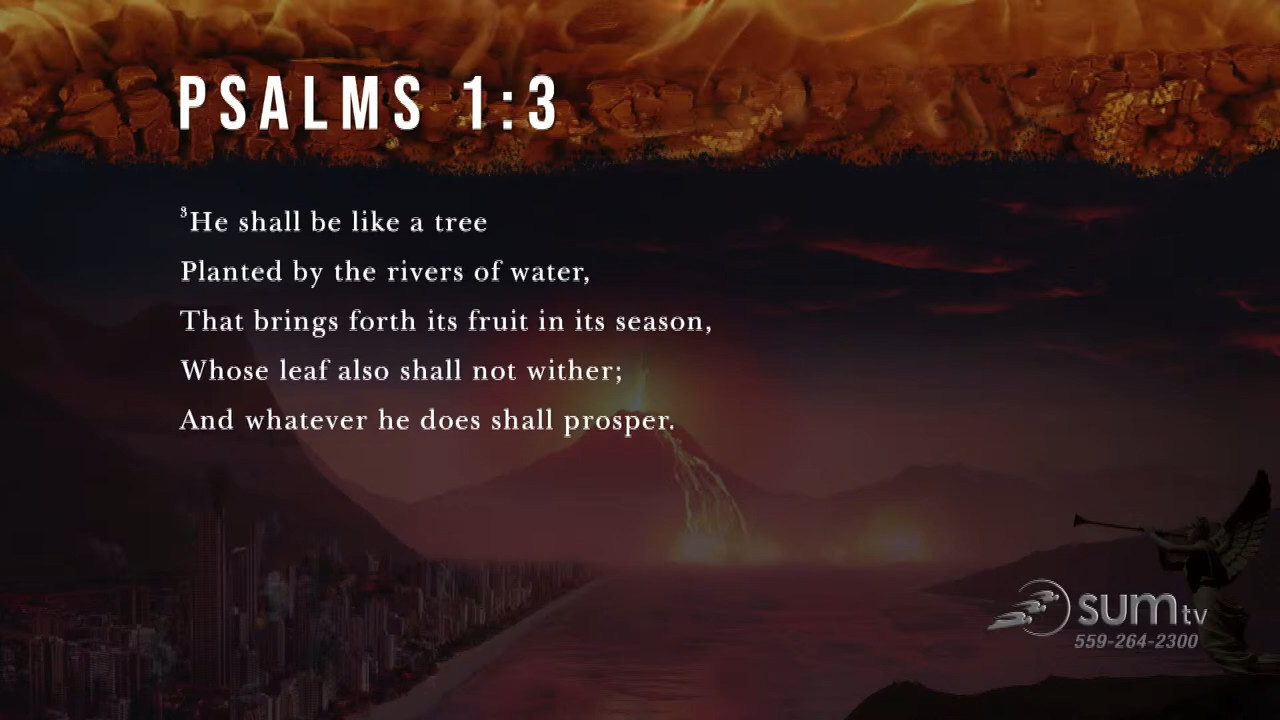 PSALMS 1:3
³He shall be like a tree
Planted by the rivers of water,
That brings forth its fruit in its season,
Whose leaf also shall not wither;
And whatever he does shall prosper.
sumtv
559-264-2300